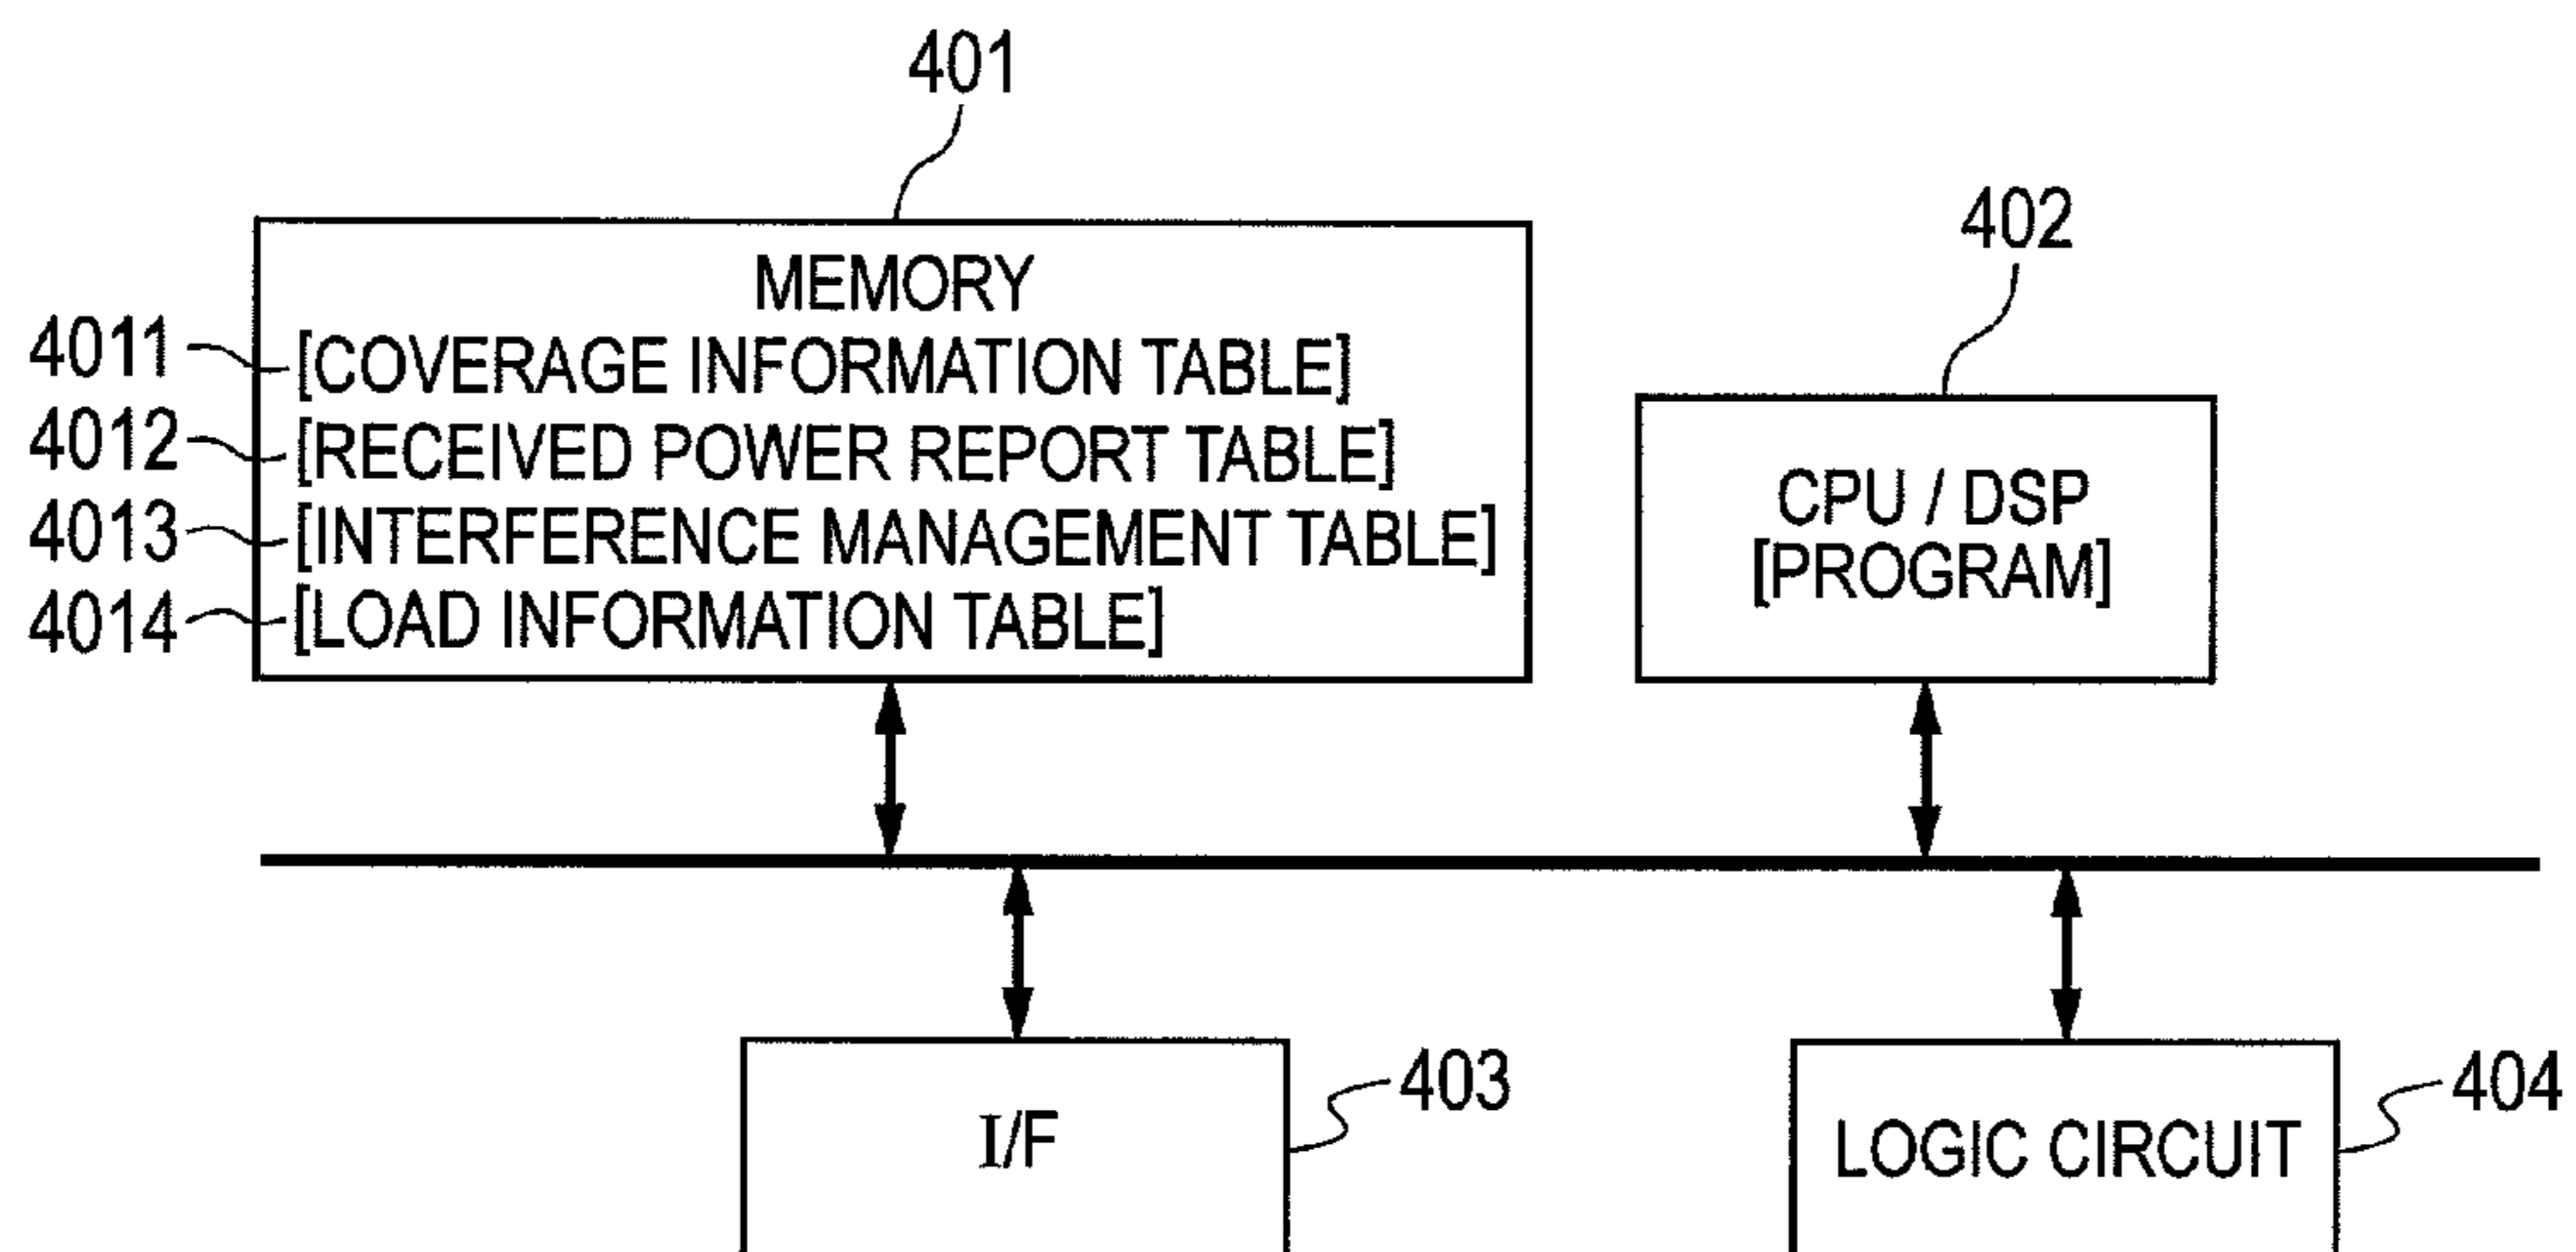 401
402
MEMORY
4011 [COVERAGE INFORMATION TABLE]
4012 [RECEIVED POWER REPORT TABLE]
4013 [INTERFERENCE MANAGEMENT TABLE]
4014 [LOAD INFORMATION TABLE]
CPU / DSP
[PROGRAM]
403
I/F
404
LOGIC CIRCUIT